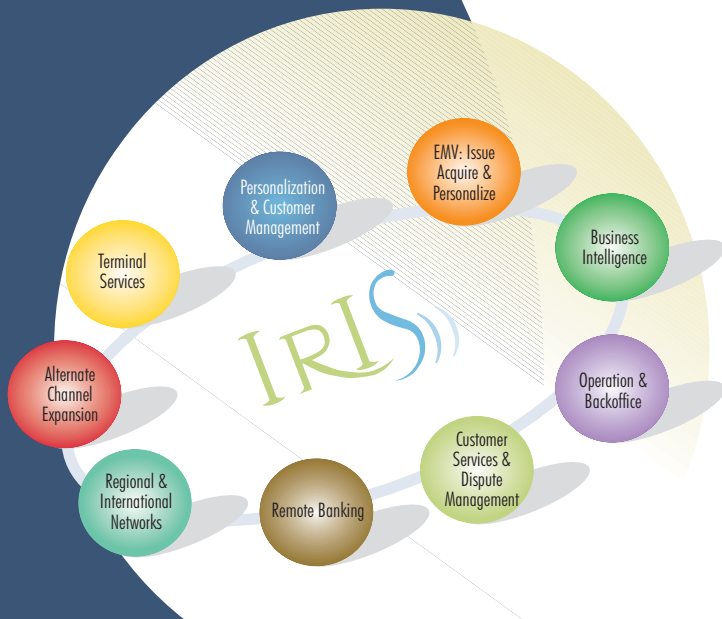 EMV: Issue
Acquire &
Personalize
Personalization
& Customer
Management
Business
Intelligence
Terminal
Services
IRIS
Alternate
Channel
Expansion
Operation &
Backoffice
Customer
Services &
Dispute
Management
Regional &
International
Networks
Remote Banking